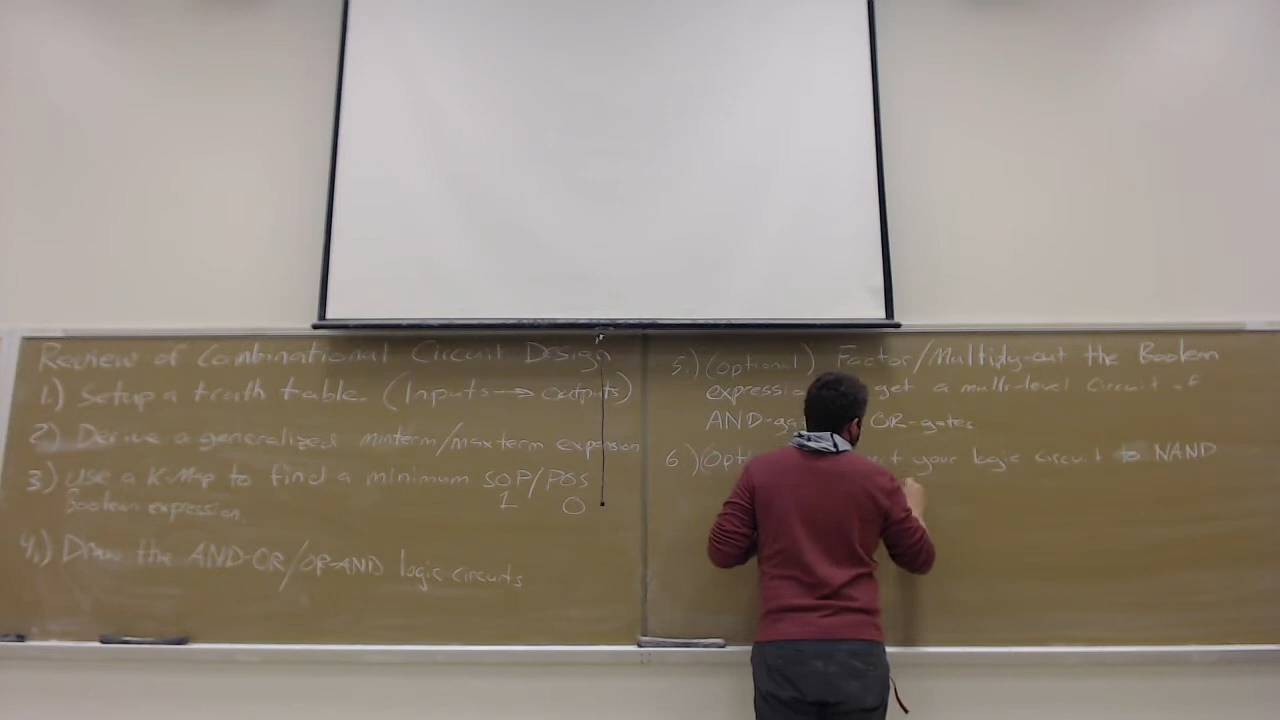 Review of Combinational Circuit Design
1.) Setup a truth table. (Inputs → outputs)
2.) Derive a generalized minterm/maxterm expansion
3.) Use a K-Map to find a minimum SOP/POS
1 0
Boolean expression.
4.) Draw the AND-OR/OR-AND logic circuits
5.) (optional) Factor/Multiply-out the Boolean
get a multi-level circuit of
OR-gates
6.) your logic circuit to NAND